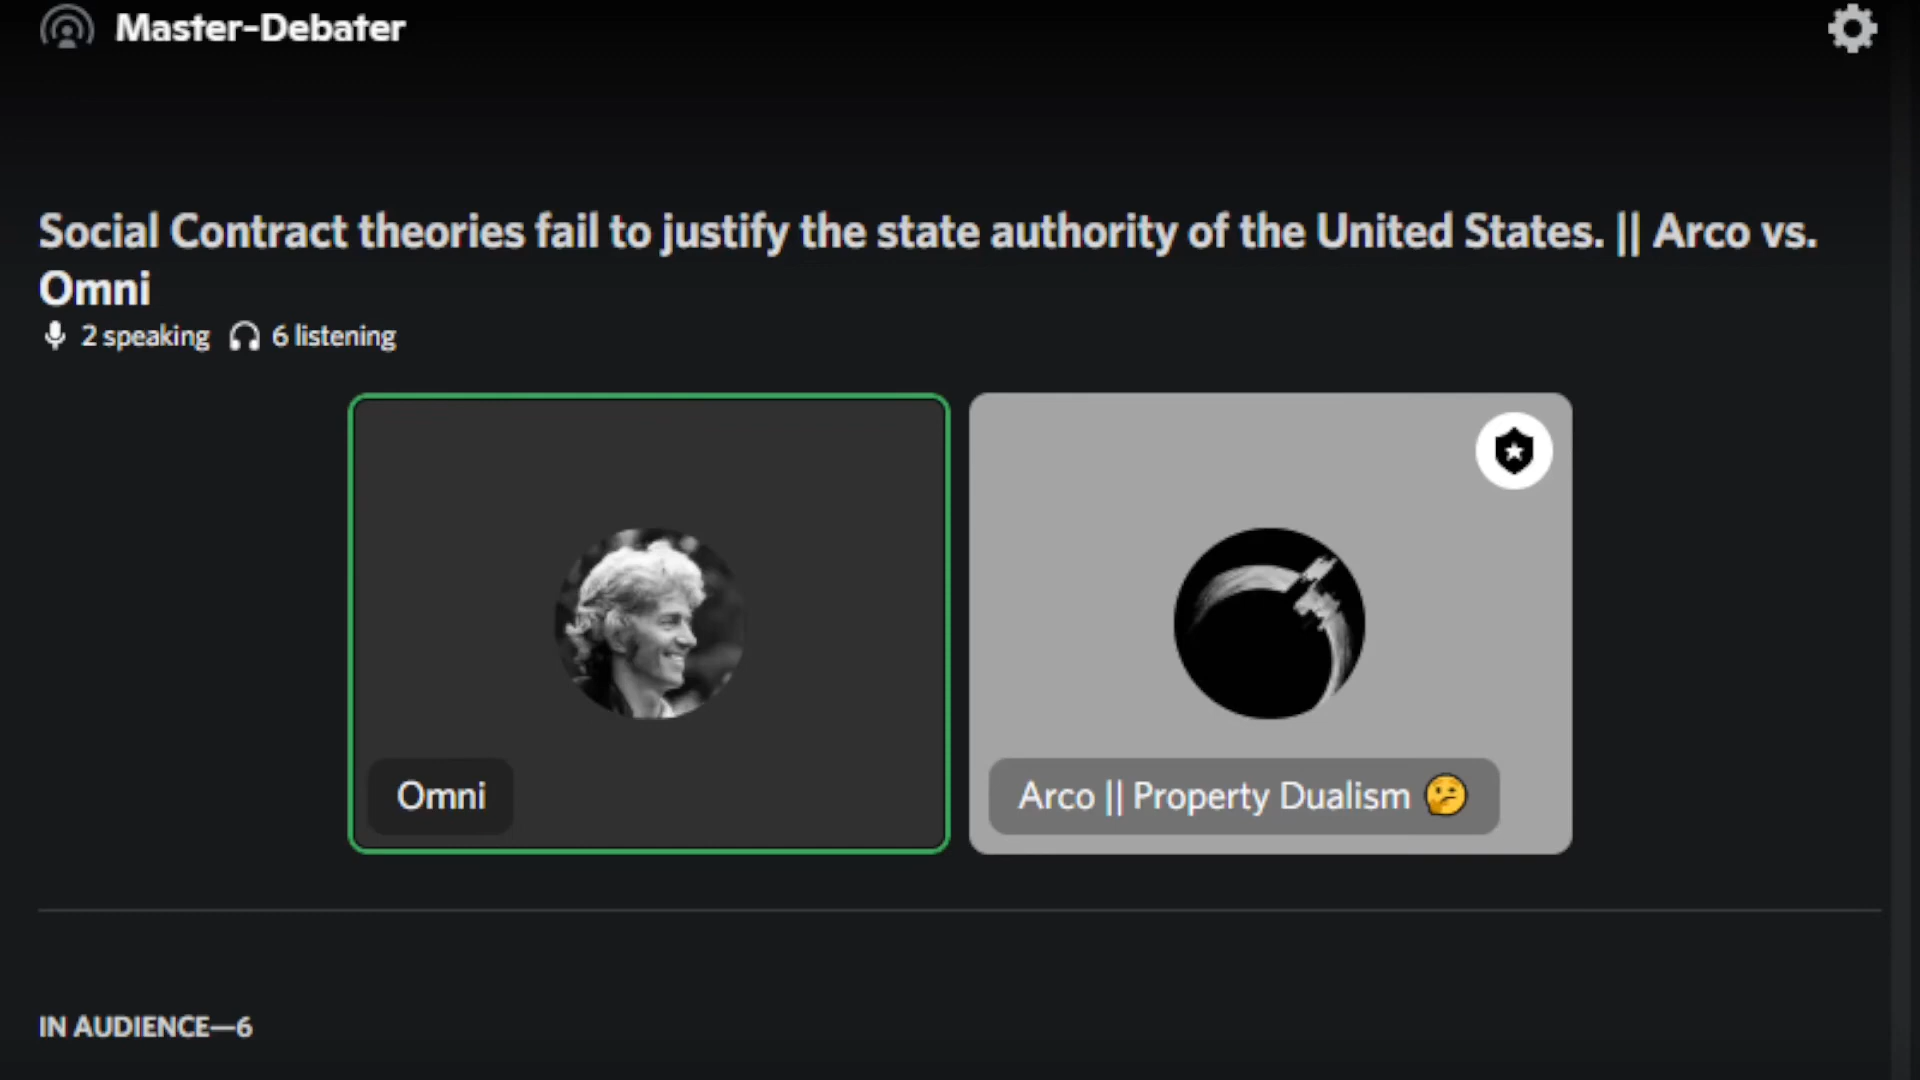 Master-Debater
Social Contract theories fail to justify the state authority of the United States. || Arco vs.
Omni
2 speaking 6 listening
Omni
Arco || Property Dualism 🤔
IN AUDIENCE—6